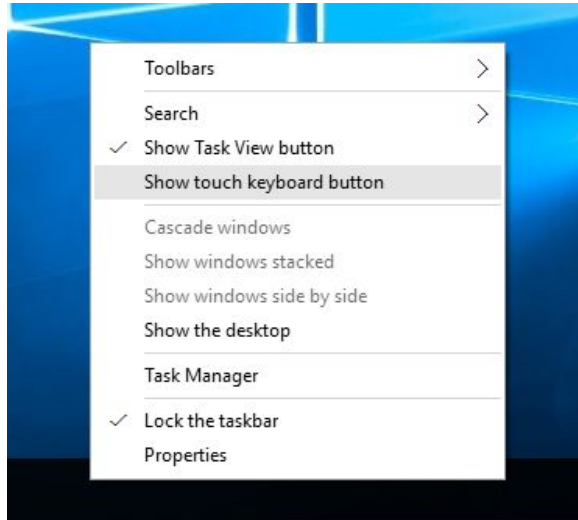 Toolbars
Search
Show Task View button
Show touch keyboard button
Cascade windows
Show windows stacked
Show windows side by side
Show the desktop
Task Manager
Lock the taskbar
Properties